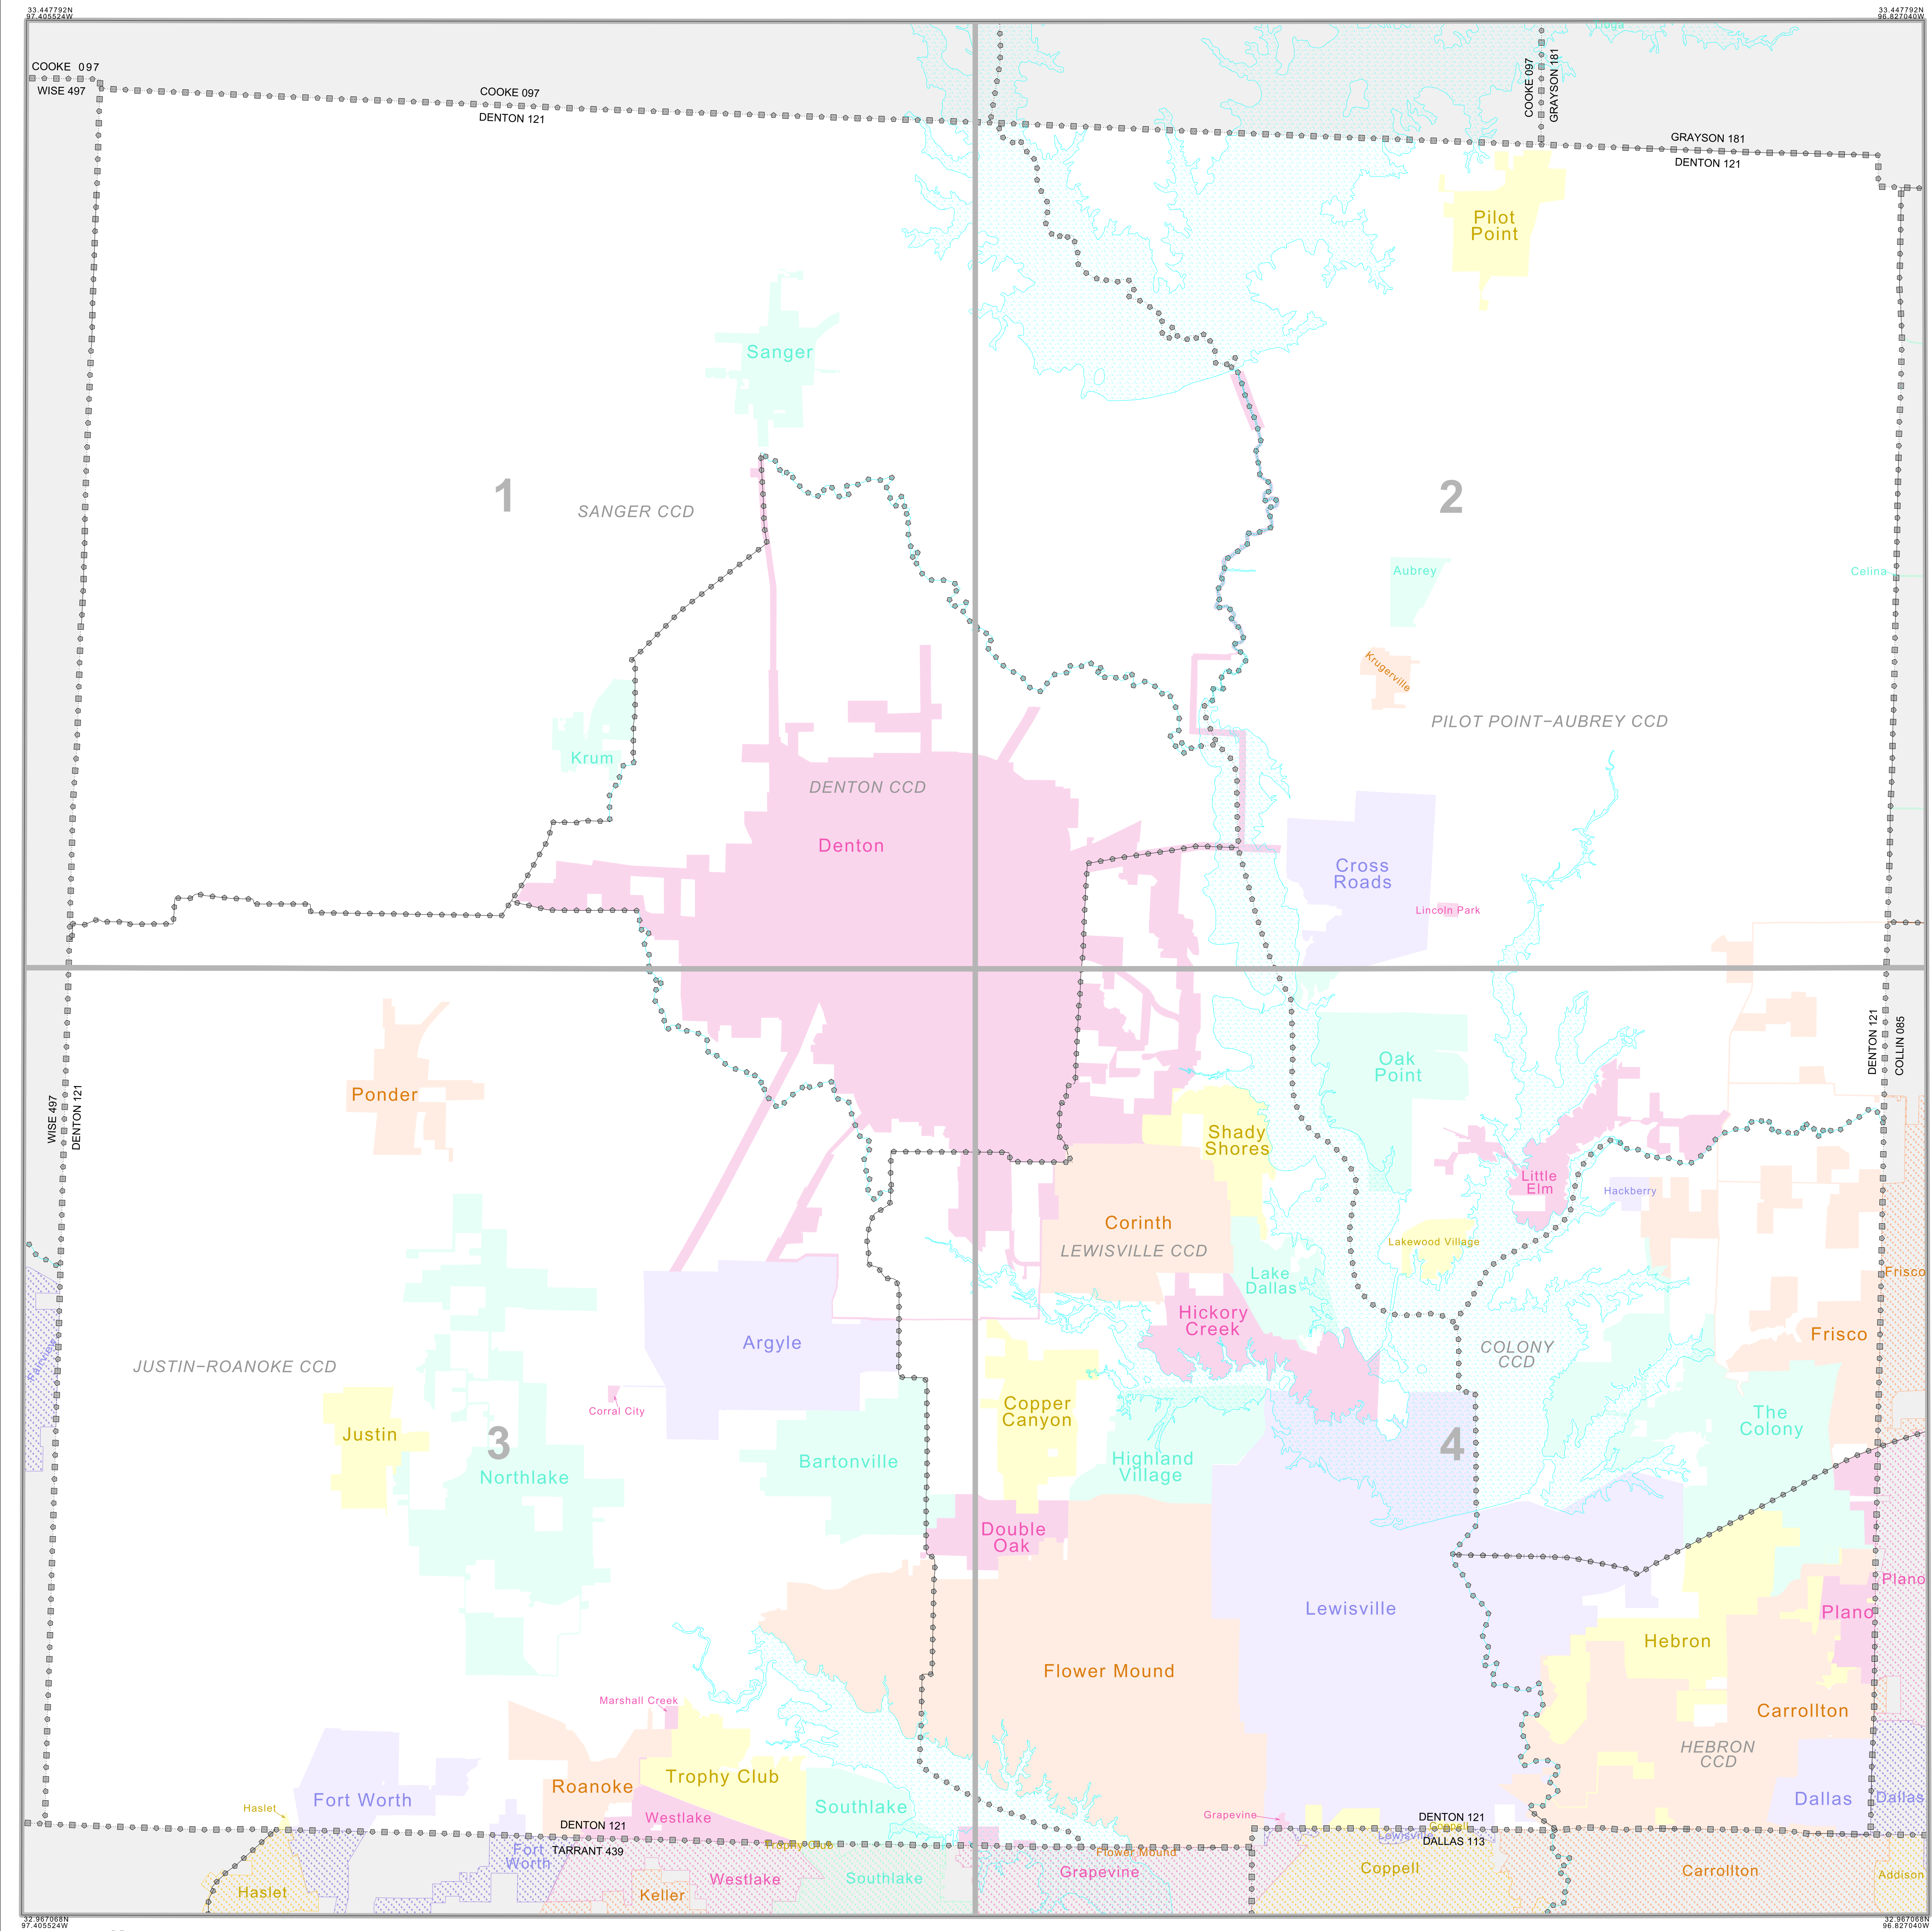 33.447792N
97.405524W
33.447792N
96.827040W
Tioga
COOKE 097
WISE 497
COOKE 097
DENTON 121
COOKE 097
GRAYSON 181
GRAYSON 181
DENTON 121
Pilot
Point
Sanger
1
SANGER CCD
2
Aubrey
Celina
Krugerville
PILOT POINT-AUBREY CCD
Krum
DENTON CCD
Denton
Cross
Roads
Lincoln Park
DENTON 121
COLLIN 085
Oak
Point
Ponder
WISE 497
DENTON 121
Shady
Shores
Little
Elm
Hackberry
Corinth
LEWISVILLE CCD
Lakewood Village
Lake
Dallas
Frisco
Hickory
Creek
Frisco
Argyle
COLONY
CCD
Fairview
JUSTIN-ROANOKE CCD
Corral City
Copper
Canyon
The
Colony
Justin
3
4
Northlake
Bartonville
Highland
Village
Double
Oak
Plano
Lewisville
Plano
Hebron
Flower Mound
Marshall Creek
Carrollton
HEBRON
CCD
Trophy Club
Roanoke
Fort Worth
Dallas
Dallas
Southlake
Haslet
Westlake
Grapevine
DENTON 121
DENTON 121
Coppell
Lewisville
DALLAS 113
Trophy Club
TARRANT 439
Flower Mound
Fort
Worth
Coppell
Grapevine
Carrollton
Addison
Westlake
Southlake
Haslet
Keller
32.967068N
97.405524W
32.967068N
96.827040W